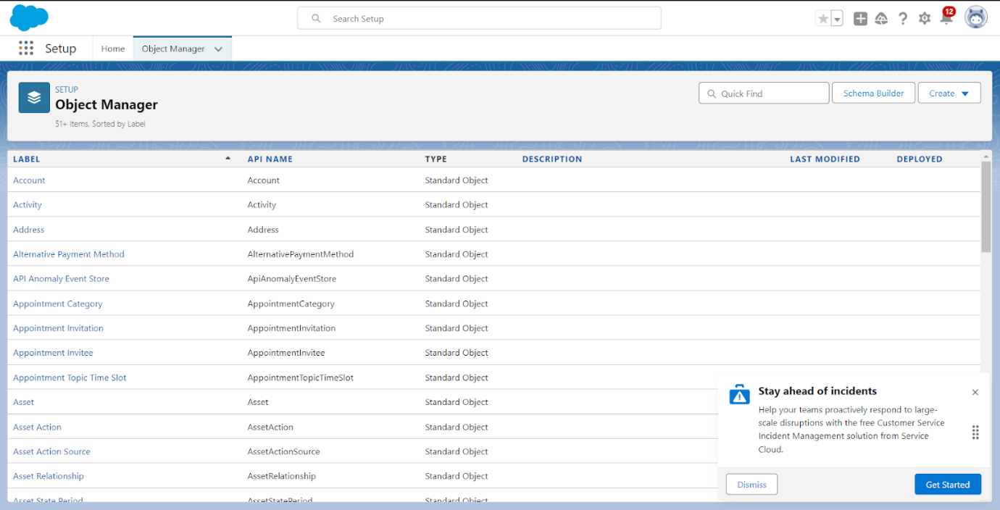 Search Setup
12
Setup Home Object Manager
SETUP
Object Manager
51+ Items, Sorted by Label
Quick Find
Schema Builder
Create
LABEL API NAME TYPE DESCRIPTION LAST MODIFIED DEPLOYED
Account Account Standard Object
Activity Activity Standard Object
Address Address Standard Object
Alternative Payment Method AlternativePaymentMethod Standard Object
API Anomaly Event Store ApiAnomalyEventStore Standard Object
Appointment Category AppointmentCategory Standard Object
Appointment Invitation AppointmentInvitation Standard Object
Appointment Invitee AppointmentInvitee Standard Object
Appointment Topic Time Slot AppointmentTopicTimeSlot Standard Object
Asset Asset Standard Object
Asset Action AssetAction Standard Object
Asset Action Source AssetActionSource Standard Object
Asset Relationship AssetRelationship Standard Object
Asset State Period AssetStatePeriod Standard Object
Stay ahead of incidents
Help your teams proactively respond to large-
scale disruptions with the free Customer Service
Incident Management solution from Service
Cloud.
Dismiss Get Started